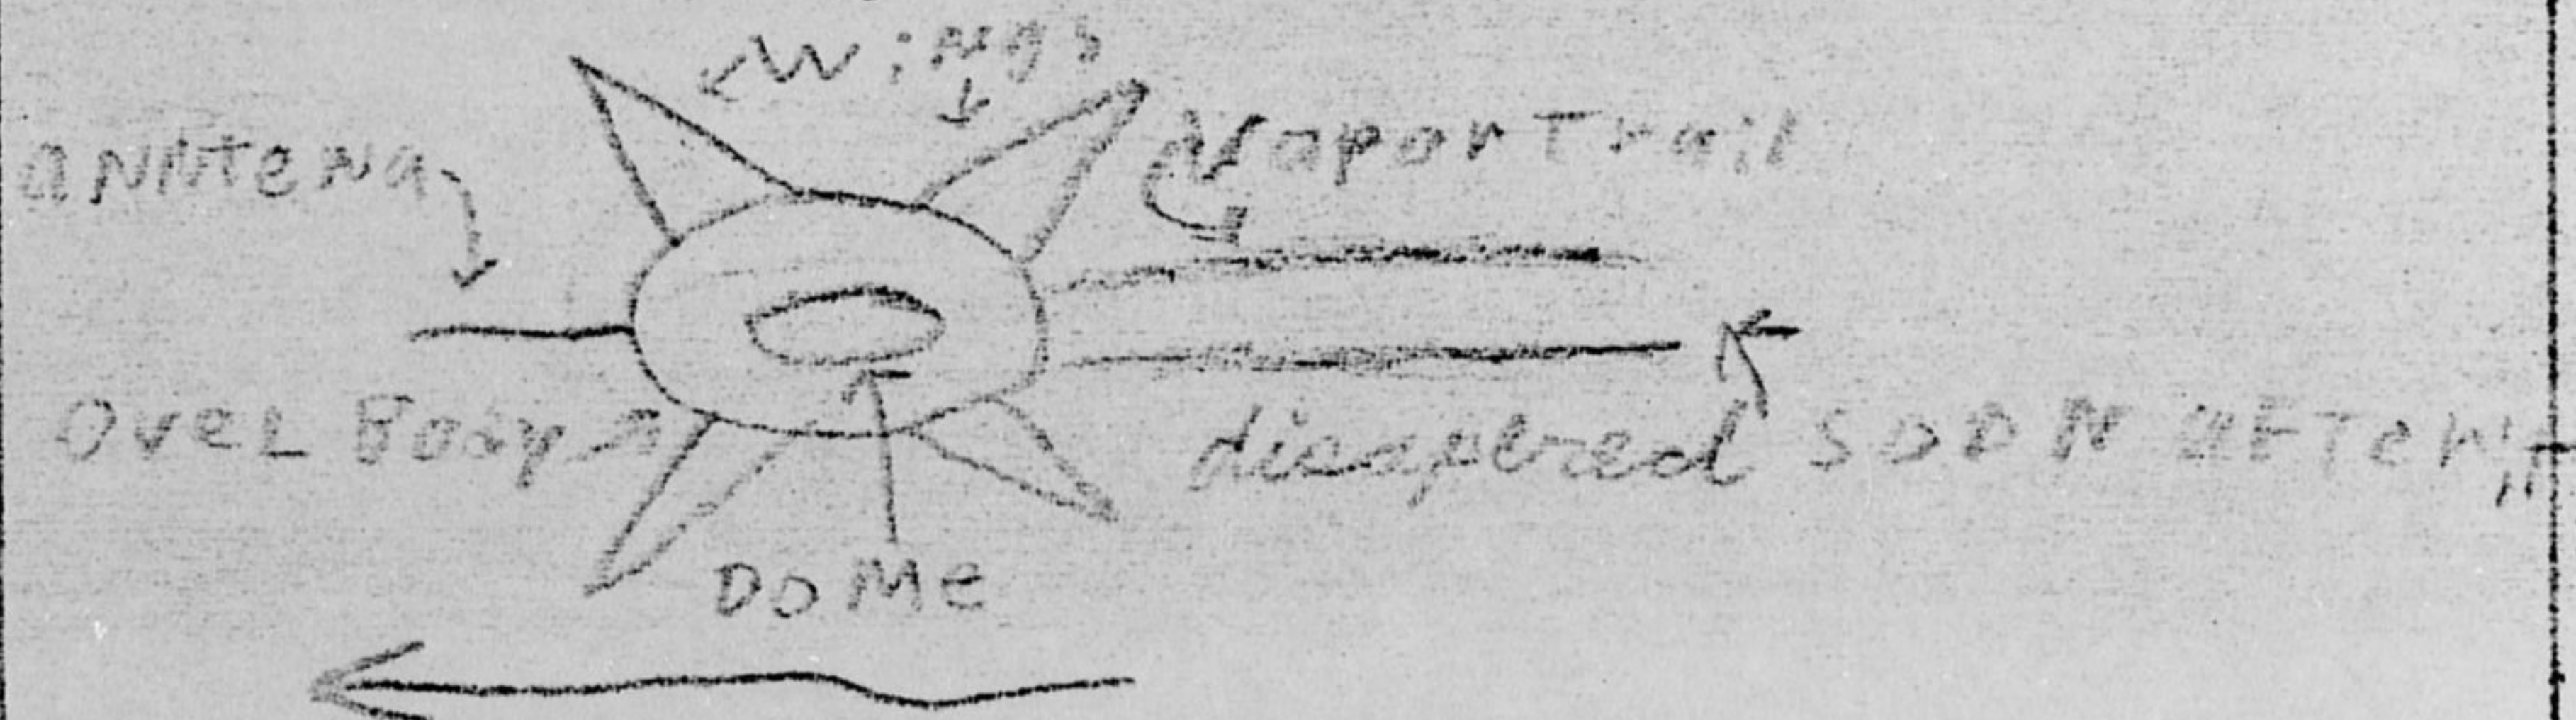 Wings
Vapor Trail
aNNteNa
OveL Body
disapered SOON aFTeR
DOMe